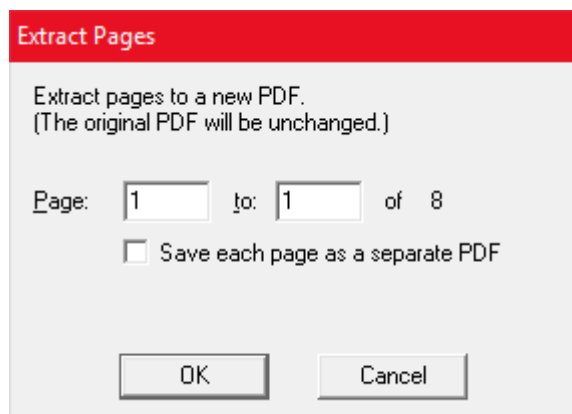 Extract Pages
Extract pages to a new PDF.
(The original PDF will be unchanged.)
Page: 1 to: 1 of 8
Save each page as a separate PDF
OK Cancel